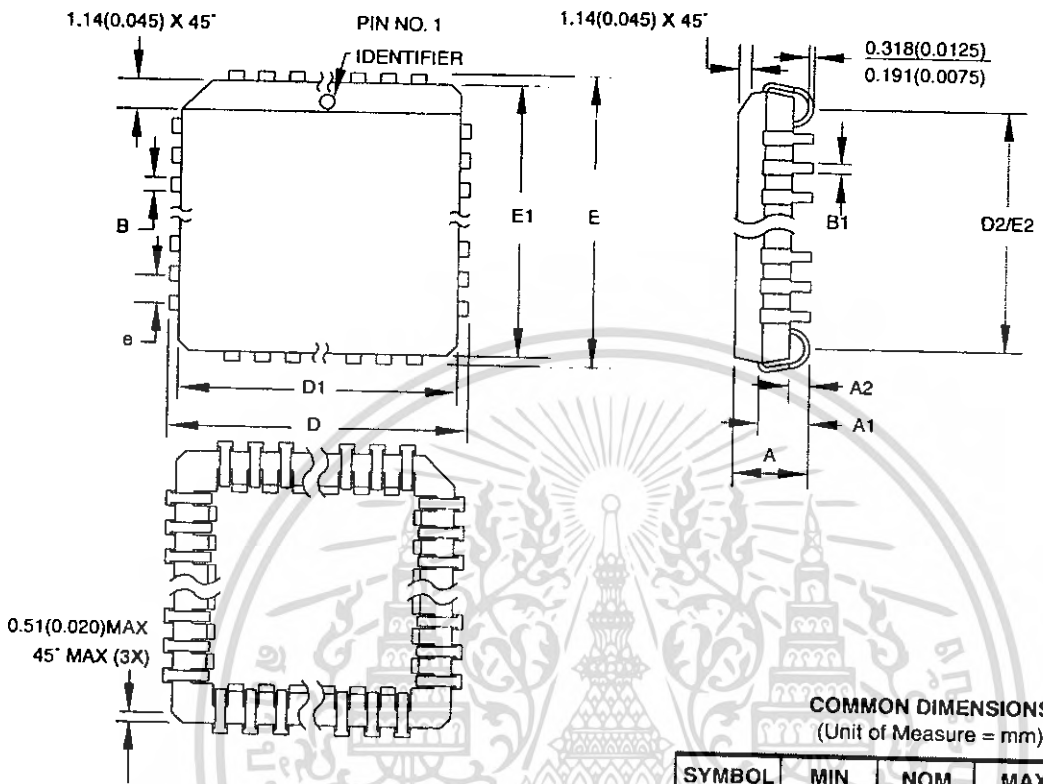 1.14(0.045) X 45°
PIN NO. 1
IDENTIFIER
1.14(0.045) X 45°
0.318(0.0125)
0.191(0.0075)
B
e
E1
E
D1
D
B1
D2/E2
A2
A1
A
0.51(0.020)MAX
45° MAX (3X)
COMMON DIMENSIONS
(Unit of Measure = mm)
SYMBOL MIN NOM MAX